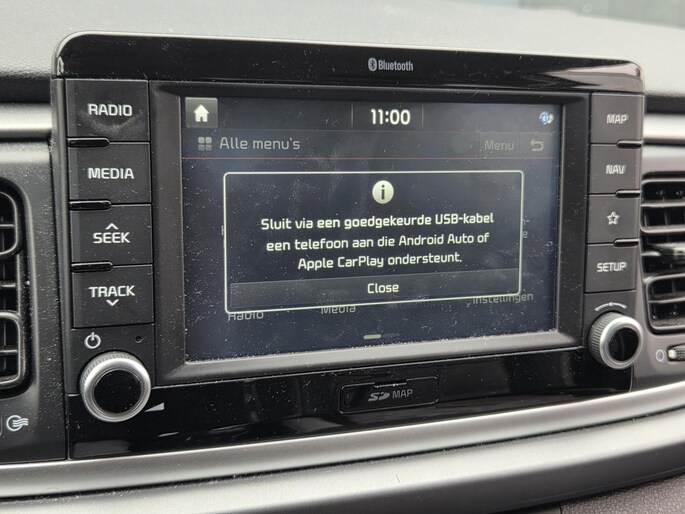 Bluetooth
RADIO
MEDIA
SEEK
TRACK
11:00
Alle menu's
Menu
Sluit via een goedgekeurde USB-kabel
een telefoon aan die Android Auto of
Apple CarPlay ondersteunt.
Close
Radio
Media
Instellingen
MAP
NAV
SETUP
SD MAP